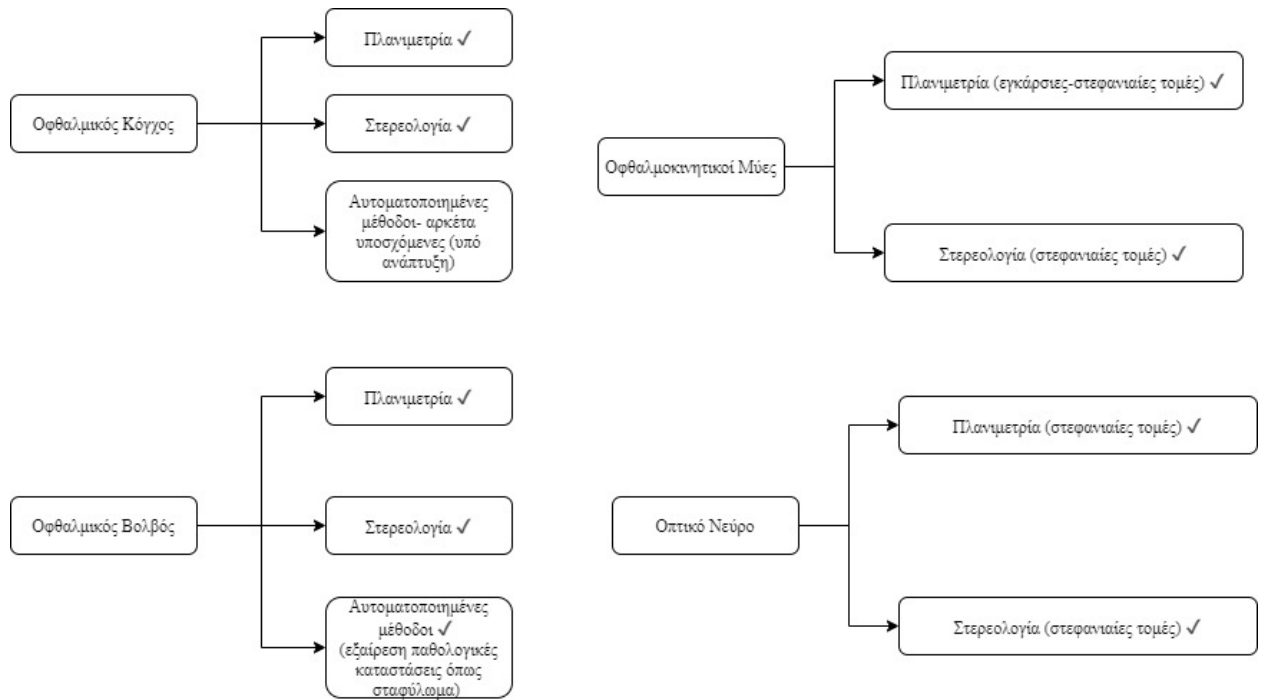 Οφθαλμικός Κόγχος
Πλανιμετρία ✓
Στερεολογία ✓
Αυτοματοποιημένες
μέθοδοι- αρκέτα
υποσχόμενες (υπό
ανάπτυξη)
Οφθαλμοκινητικοί Μύες
Πλανιμετρία (εγκάρσιες-στεφανιαίες τομές) ✓
Στερεολογία (στεφανιαίες τομές) ✓
Οφθαλμικός Βολβός
Πλανιμετρία ✓
Στερεολογία ✓
Αυτοματοποιημένες
μέθοδοι ✓
(εξαίρεση παθολογικές
καταστάσεις όπως
σταφύλωμα)
Οπτικό Νεύρο
Πλανιμετρία (στεφανιαίες τομές) ✓
Στερεολογία (στεφανιαίες τομές) ✓